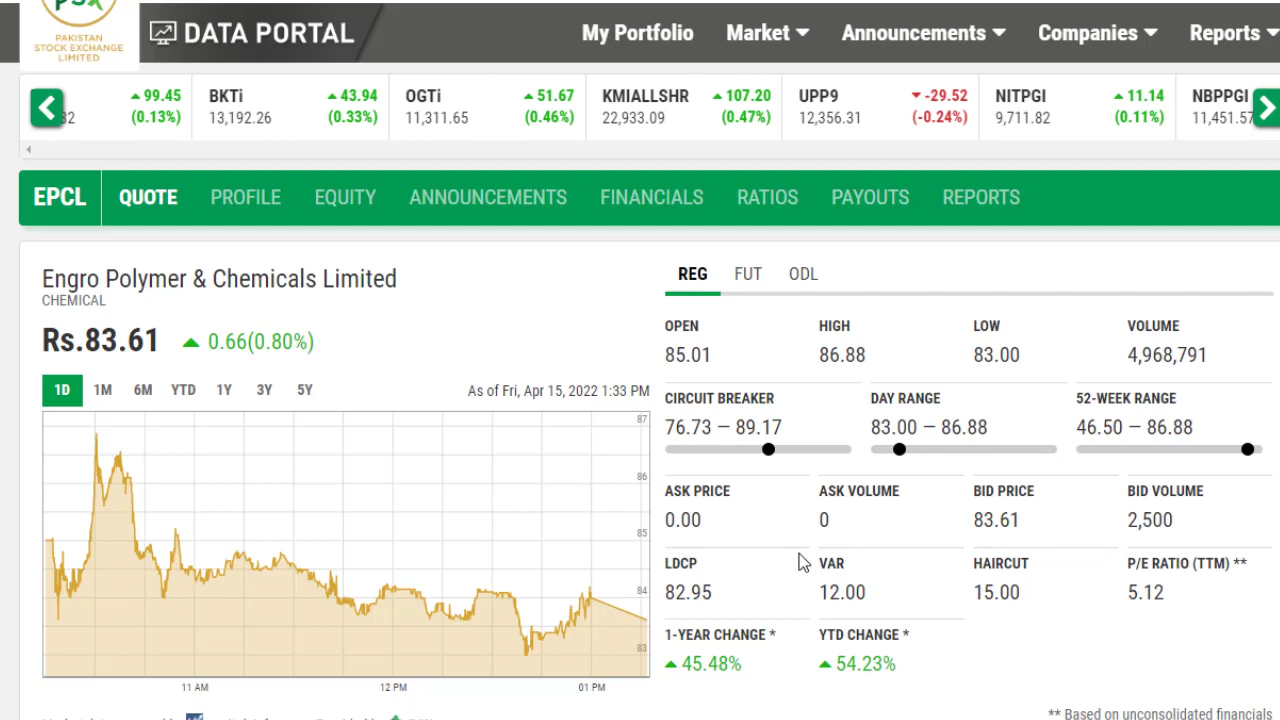 psx
PAKISTAN
STOCK EXCHANGE
LIMITED
DATA PORTAL
My Portfolio Market Announcements Companies Reports
99.45
32 (0.13%)
BKTi 43.94
13,192.26 (0.33%)
OGTi 51.67
11,311.65 (0.46%)
KMIALLSHR 107.20
22,933.09 (0.47%)
UPP9 -29.52
12,356.31 (-0.24%)
NITPGI 11.14
9,711.82 (0.11%)
NBPPGI
11,451.57
EPCL QUOTE PROFILE EQUITY ANNOUNCEMENTS FINANCIALS RATIOS PAYOUTS REPORTS
Engro Polymer & Chemicals Limited
CHEMICAL
Rs.83.61 0.66(0.80%)
1D 1M 6M YTD 1Y 3Y 5Y
As of Fri, Apr 15, 2022 1:33 PM
87
86
85
84
83
11 AM 12 PM 01 PM
REG FUT ODL
OPEN HIGH LOW VOLUME
85.01 86.88 83.00 4,968,791
CIRCUIT BREAKER DAY RANGE 52-WEEK RANGE
76.73 — 89.17 83.00 — 86.88 46.50 — 86.88
ASK PRICE ASK VOLUME BID PRICE BID VOLUME
0.00 0 83.61 2,500
LDCP VAR HAIRCUT P/E RATIO (TTM) **
82.95 12.00 15.00 5.12
1-YEAR CHANGE * YTD CHANGE *
45.48% 54.23%
** Based on unconsolidated financials